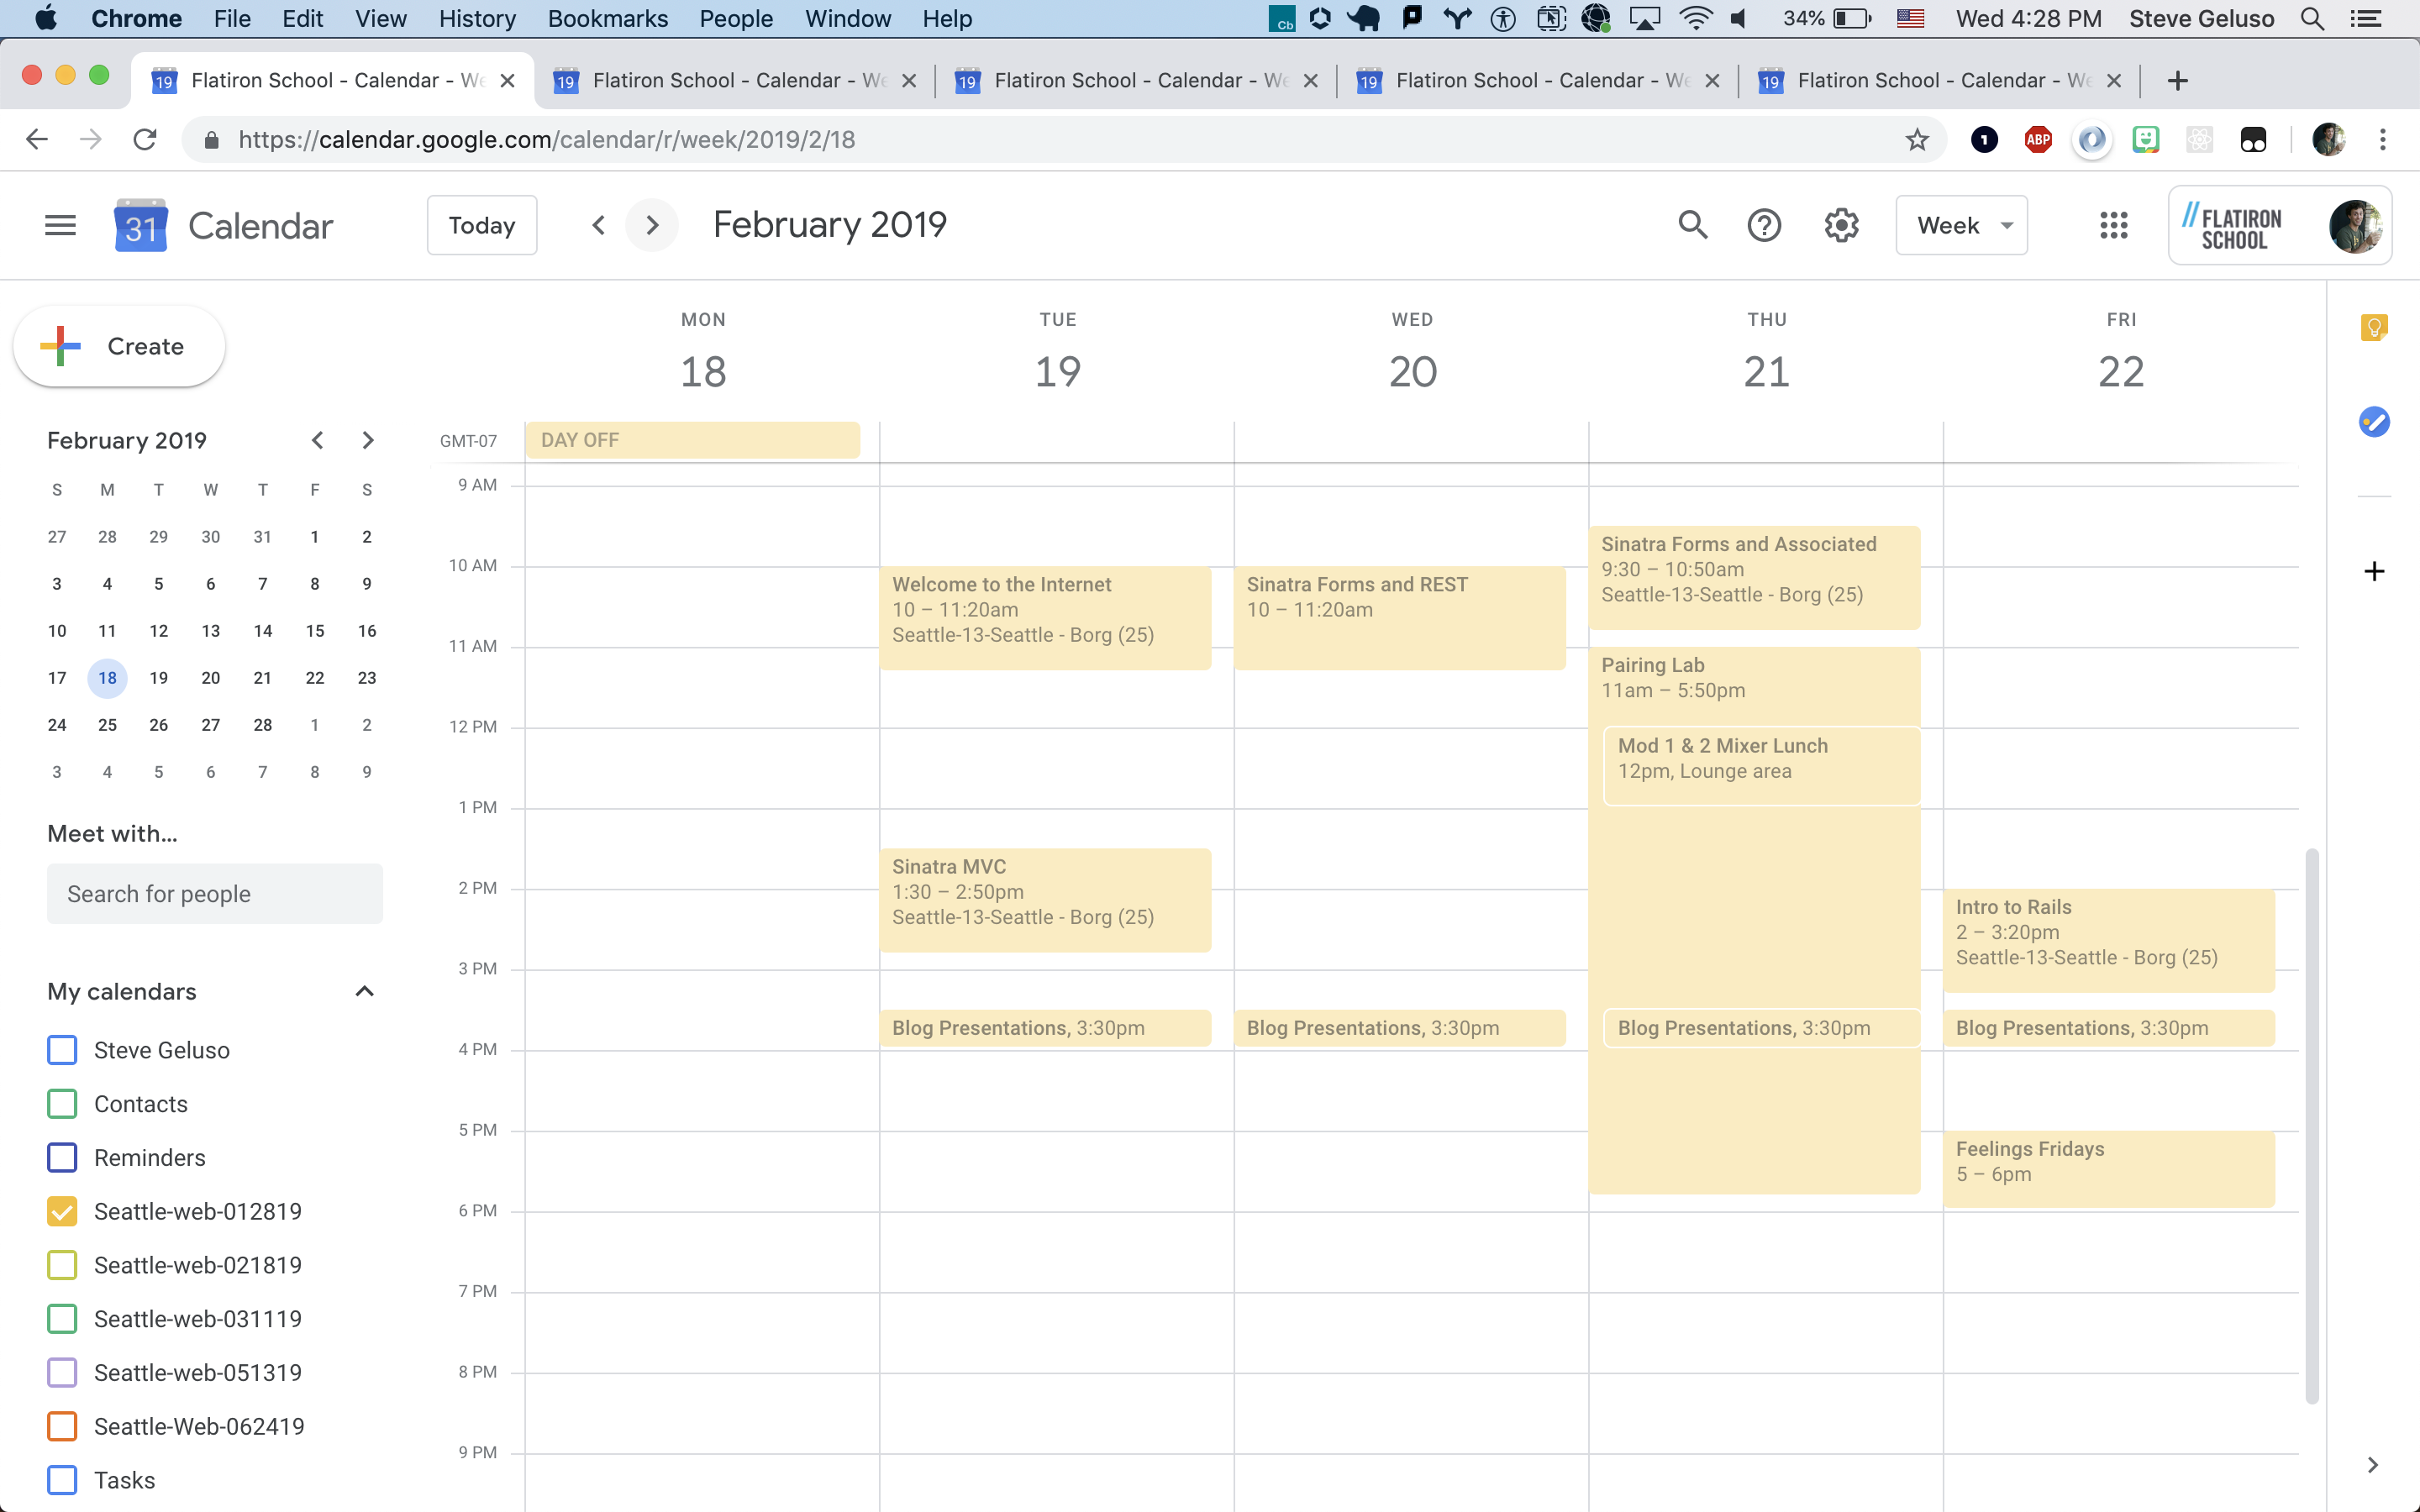 Chrome File Edit View History Bookmarks People Window Help
Cb 34% Wed 4:28 PM Steve Geluso
19 Flatiron School - Calendar - We
19 Flatiron School - Calendar - We
19 Flatiron School - Calendar - We
19 Flatiron School - Calendar - We
19 Flatiron School - Calendar - We
https://calendar.google.com/calendar/r/week/2019/2/18
1 ABP
31 Calendar Today February 2019 Week
// FLATIRON
SCHOOL
Create
MON TUE WED THU FRI
18 19 20 21 22
GMT-07 DAY OFF
February 2019
S M T W T F S
27 28 29 30 31 1 2
3 4 5 6 7 8 9
10 11 12 13 14 15 16
17 18 19 20 21 22 23
24 25 26 27 28 1 2
3 4 5 6 7 8 9
Meet with...
Search for people
My calendars
Steve Geluso
Contacts
Reminders
Seattle-web-012819
Seattle-web-021819
Seattle-web-031119
Seattle-web-051319
Seattle-Web-062419
Tasks
9 AM
10 AM
11 AM
12 PM
1 PM
2 PM
3 PM
4 PM
5 PM
6 PM
7 PM
8 PM
9 PM
Welcome to the Internet
10 – 11:20am
Seattle-13-Seattle - Borg (25)
Sinatra MVC
1:30 – 2:50pm
Seattle-13-Seattle - Borg (25)
Blog Presentations, 3:30pm
Sinatra Forms and REST
10 – 11:20am
Blog Presentations, 3:30pm
Sinatra Forms and Associated
9:30 – 10:50am
Seattle-13-Seattle - Borg (25)
Pairing Lab
11am – 5:50pm
Mod 1 & 2 Mixer Lunch
12pm, Lounge area
Blog Presentations, 3:30pm
Intro to Rails
2 – 3:20pm
Seattle-13-Seattle - Borg (25)
Blog Presentations, 3:30pm
Feelings Fridays
5 – 6pm